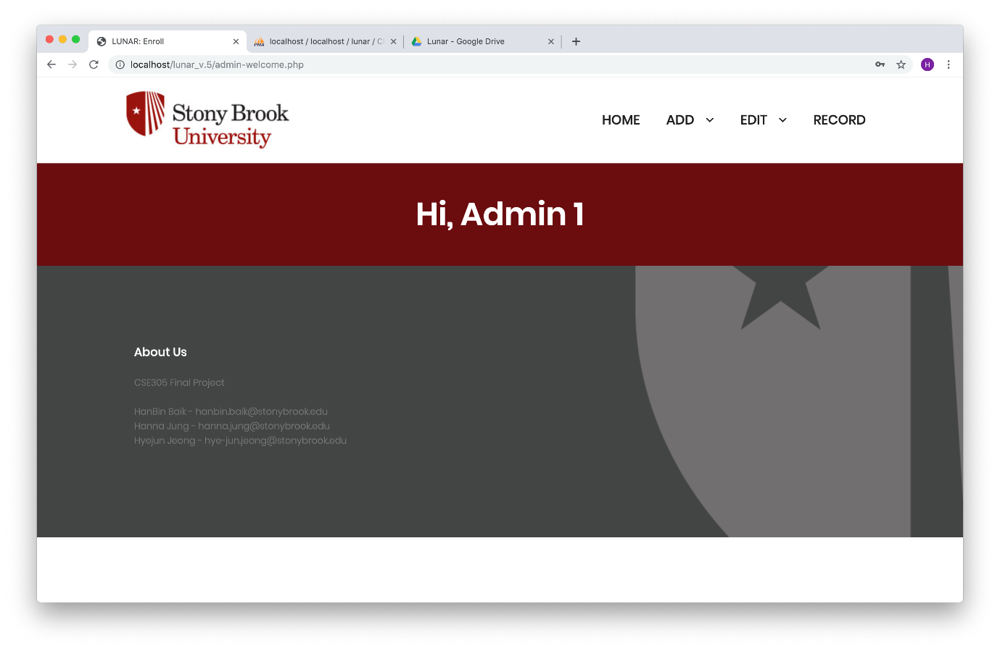 LUNAR: Enroll
localhost / localhost / lunar / C
Lunar - Google Drive
localhost/lunar_v.5/admin-welcome.php
H
Stony Brook
University
HOME ADD EDIT RECORD
Hi, Admin 1
About Us
CSE305 Final Project
HanBin Baik - hanbin.baik@stonybrook.edu
Hanna Jung - hanna.jung@stonybrook.edu
Hyejun Jeong - hye-jun.jeong@stonybrook.edu